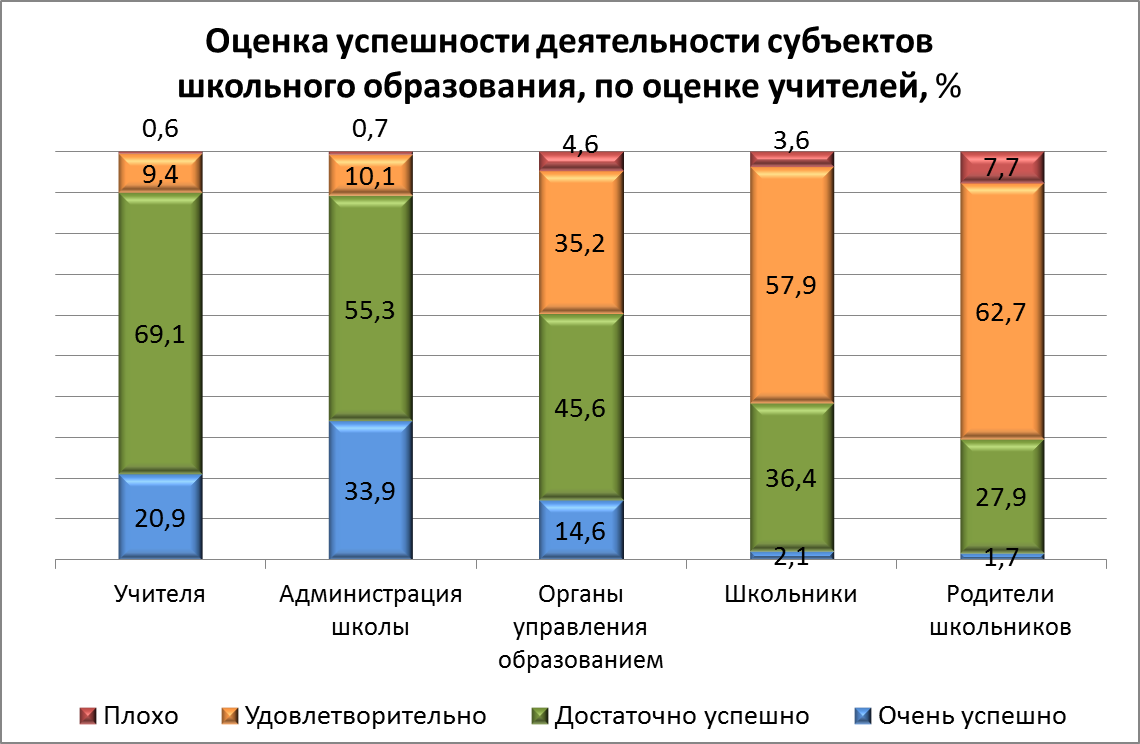 Оценка успешности деятельности субъектов
школьного образования, по оценке учителей, %
0,6 0,7 4,6 3,6 7,7
9,4 10,1 35,2 57,9 62,7
69,1 55,3 45,6 36,4 27,9
20,9 33,9 14,6 2,1 1,7
Учителя Администрация Органы Школьники Родители
школы управления школьников
образованием
Плохо Удовлетворительно Достаточно успешно Очень успешно